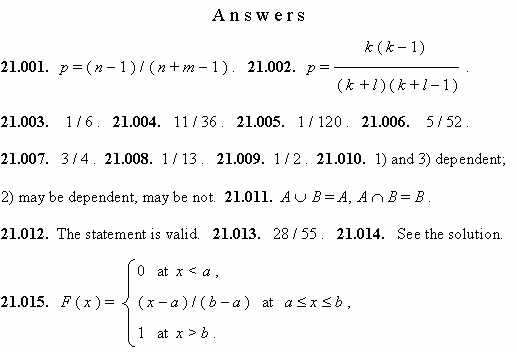 Answers
21.001. p = ( n – 1 ) / ( n + m – 1 ) . 21.002. p = k ( k – 1 ) / ( k + l ) ( k + l – 1 ) .
21.003. 1 / 6 . 21.004. 11 / 36 . 21.005. 1 / 120 . 21.006. 5 / 52 .
21.007. 3 / 4 . 21.008. 1 / 13 . 21.009. 1 / 2 . 21.010. 1) and 3) dependent;
2) may be dependent, may be not. 21.011. A ∪ B = A, A ∩ B = B .
21.012. The statement is valid. 21.013. 28 / 55 . 21.014. See the solution.
0 at x < a ,
21.015. F ( x ) = { ( x – a ) / ( b – a ) at a ≤ x ≤ b ,
1 at x > b .